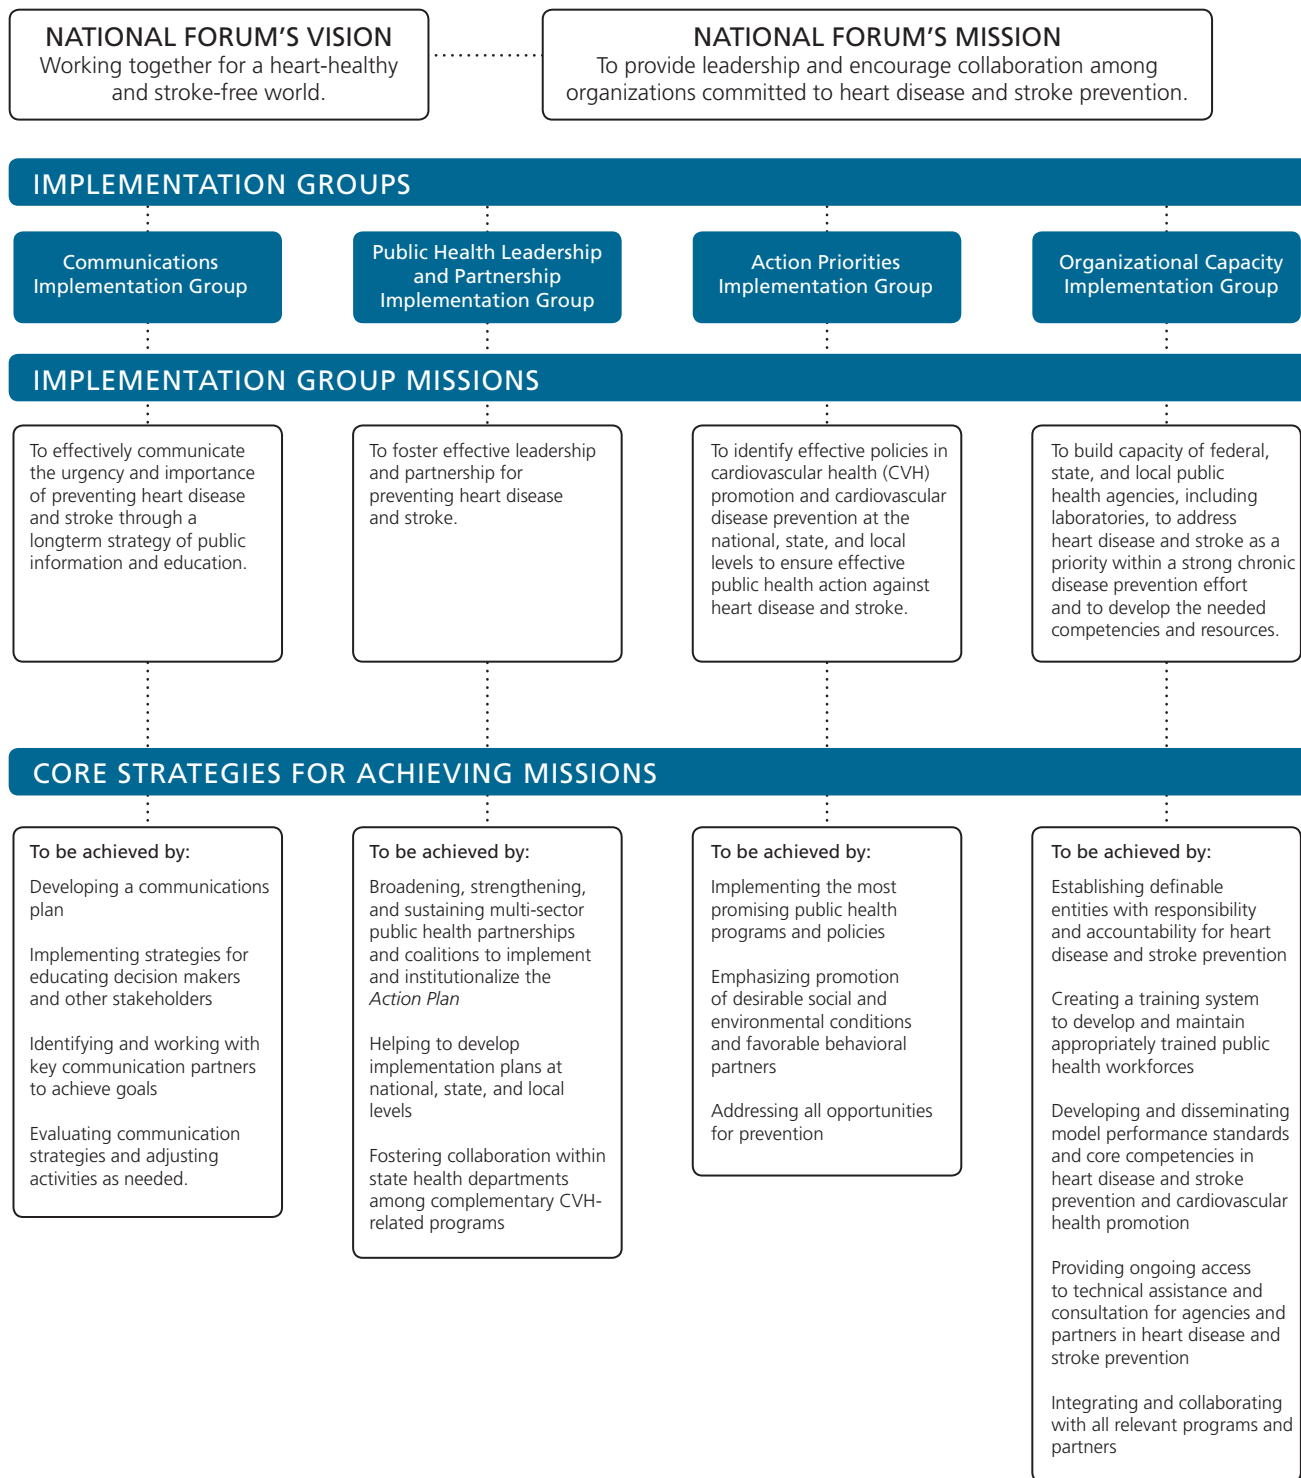 NATIONAL FORUM'S VISION
Working together for a heart-healthy
and stroke-free world.
NATIONAL FORUM'S MISSION
To provide leadership and encourage collaboration among
organizations committed to heart disease and stroke prevention.
IMPLEMENTATION GROUPS
Communications
Implementation Group
Public Health Leadership
and Partnership
Implementation Group
Action Priorities
Implementation Group
Organizational Capacity
Implementation Group
IMPLEMENTATION GROUP MISSIONS
To effectively communicate
the urgency and importance
of preventing heart disease
and stroke through a
longterm strategy of public
information and education.
To foster effective leadership
and partnership for
preventing heart disease
and stroke.
To identify effective policies in
cardiovascular health (CVH)
promotion and cardiovascular
disease prevention at the
national, state, and local
levels to ensure effective
public health action against
heart disease and stroke.
To build capacity of federal,
state, and local public
health agencies, including
laboratories, to address
heart disease and stroke as a
priority within a strong chronic
disease prevention effort
and to develop the needed
competencies and resources.
CORE STRATEGIES FOR ACHIEVING MISSIONS
To be achieved by:
Developing a communications
plan
Implementing strategies for
educating decision makers
and other stakeholders
Identifying and working with
key communication partners
to achieve goals
Evaluating communication
strategies and adjusting
activities as needed.
To be achieved by:
Broadening, strengthening,
and sustaining multi-sector
public health partnerships
and coalitions to implement
and institutionalize the
Action Plan
Helping to develop
implementation plans at
national, state, and local
levels
Fostering collaboration within
state health departments
among complementary CVH-
related programs
To be achieved by:
Implementing the most
promising public health
programs and policies
Emphasizing promotion
of desirable social and
environmental conditions
and favorable behavioral
partners
Addressing all opportunities
for prevention
To be achieved by:
Establishing definable
entities with responsibility
and accountability for heart
disease and stroke prevention
Creating a training system
to develop and maintain
appropriately trained public
health workforces
Developing and disseminating
model performance standards
and core competencies in
heart disease and stroke
prevention and cardiovascular
health promotion
Providing ongoing access
to technical assistance and
consultation for agencies and
partners in heart disease and
stroke prevention
Integrating and collaborating
with all relevant programs and
partners